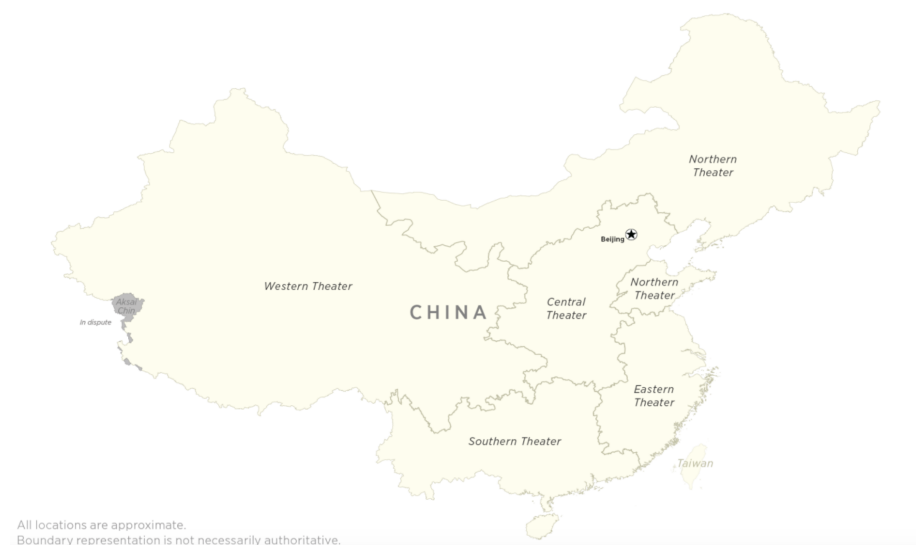 Northern
Theater
Beijing
Western Theater
Northern
Theater
Aksai
Chin
In dispute
Central
Theater
CHINA
Eastern
Theater
Southern Theater
Taiwan
All locations are approximate.
Boundary representation is not necessarily authoritative.